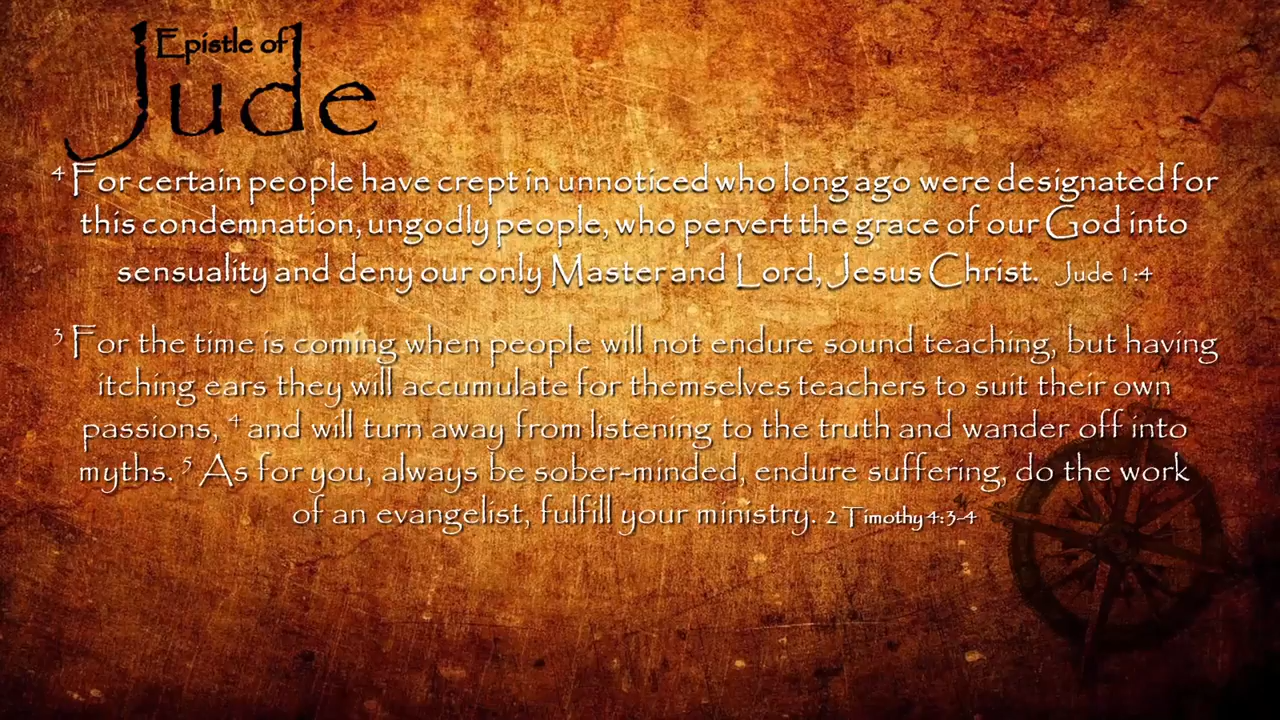 Epistle of
Jude
⁴ For certain people have crept in unnoticed who long ago were designated for
this condemnation, ungodly people, who pervert the grace of our God into
sensuality and deny our only Master and Lord, Jesus Christ. Jude 1:4
³ For the time is coming when people will not endure sound teaching, but having
itching ears they will accumulate for themselves teachers to suit their own
passions, ⁴ and will turn away from listening to the truth and wander off into
myths. ⁵ As for you, always be sober-minded, endure suffering, do the work
of an evangelist, fulfill your ministry. 2 Timothy 4:3-4